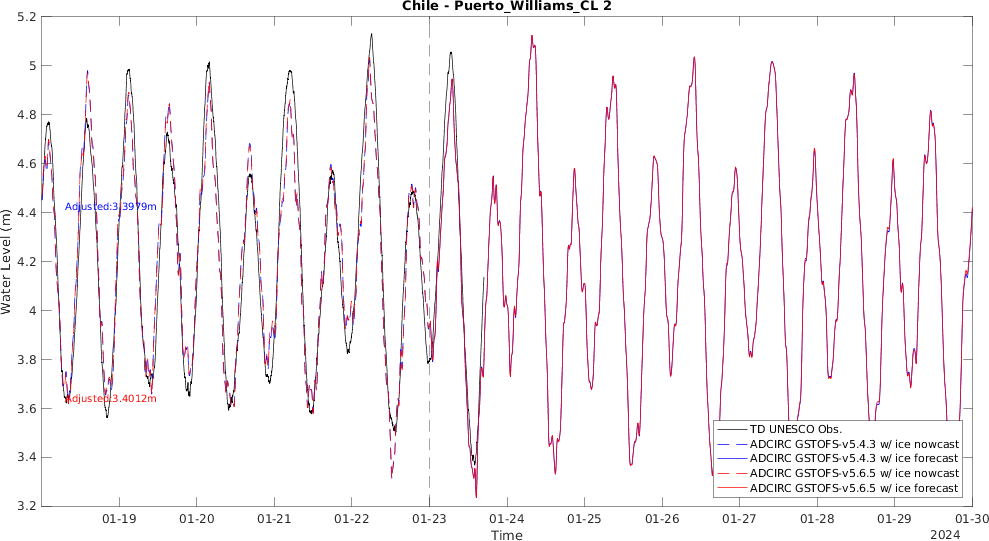 Chile - Puerto_Williams_CL 2
Water Level (m)
5.2
5
4.8
4.6
4.4
4.2
4
3.8
3.6
3.4
3.2
Adjusted:3.3979m
Adjusted:3.4012m
TD UNESCO Obs.
ADCIRC GSTOFS-v5.4.3 w/ ice nowcast
ADCIRC GSTOFS-v5.4.3 w/ ice forecast
ADCIRC GSTOFS-v5.6.5 w/ ice nowcast
ADCIRC GSTOFS-v5.6.5 w/ ice forecast
01-19 01-20 01-21 01-22 01-23 01-24 01-25 01-26 01-27 01-28 01-29 01-30
Time
2024